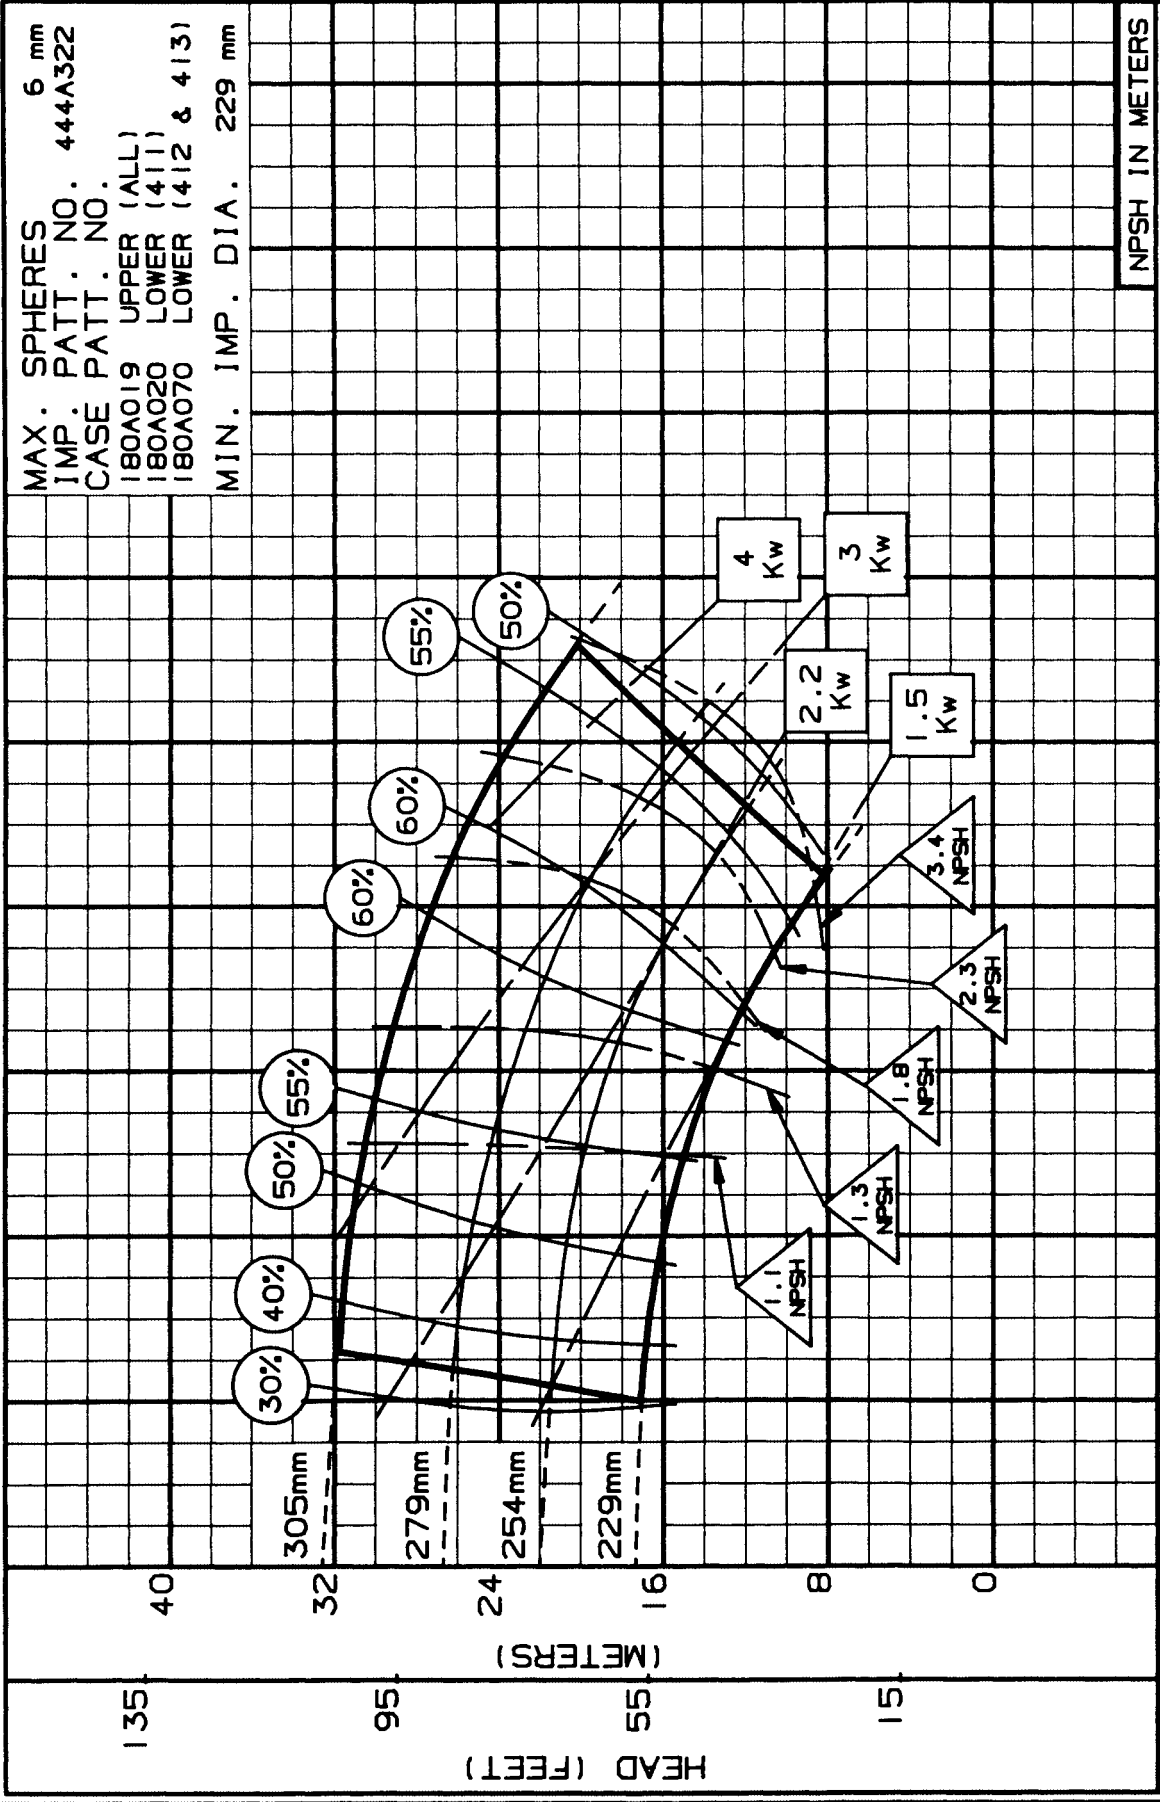 MAX. SPHERES 6 mm
IMP. PATT. NO. 444A322
CASE PATT. NO.
180A019 UPPER (ALL)
180A020 LOWER (411)
180A070 LOWER (412 & 413)
MIN. IMP. DIA. 229 mm
HEAD (FEET)
135
95
55
15
(METERS)
40
32
24
16
8
0
305mm
279mm
254mm
229mm
30%
40%
50%
55%
60%
60%
55%
50%
4
Kw
3
Kw
2.2
Kw
1.5
Kw
1.1
NPSH
1.3
NPSH
1.8
NPSH
2.3
NPSH
3.4
NPSH
NPSH IN METERS